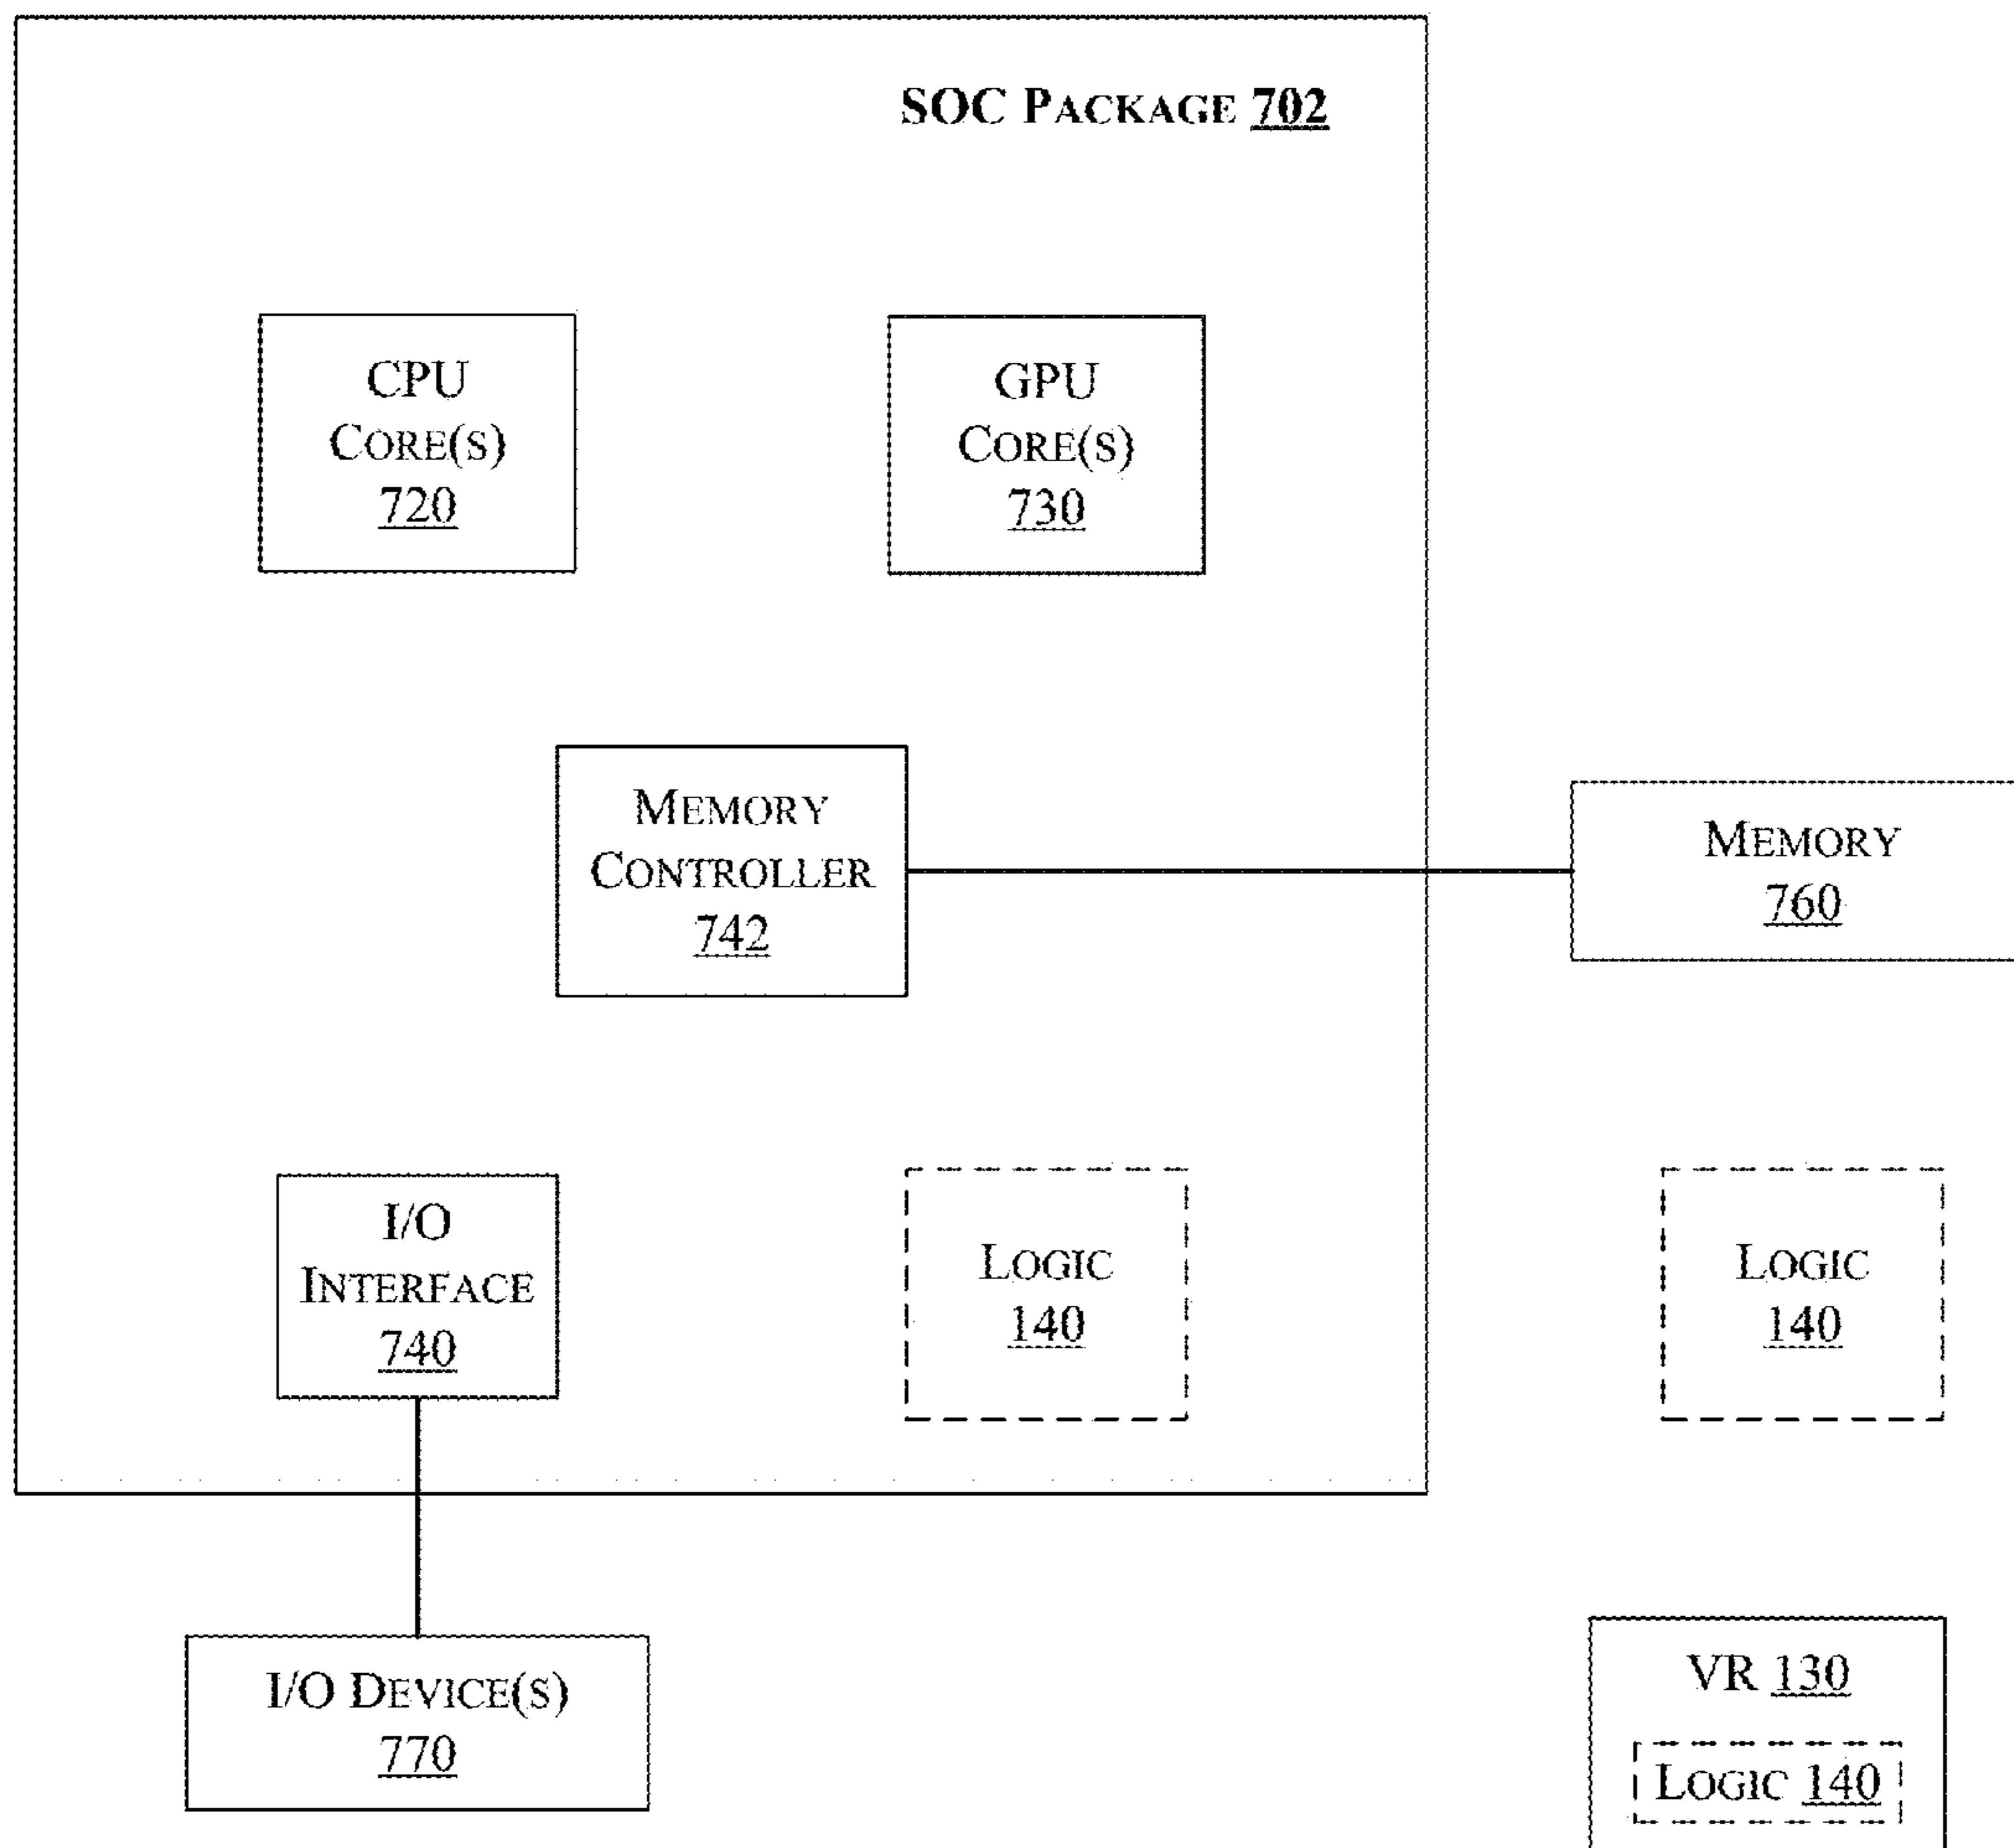 SOC PACKAGE 702
CPU
CORE(S)
720
GPU
CORE(S)
730
MEMORY
CONTROLLER
742
MEMORY
760
I/O
INTERFACE
740
LOGIC
140
LOGIC
140
I/O DEVICE(S)
770
VR 130
LOGIC 140